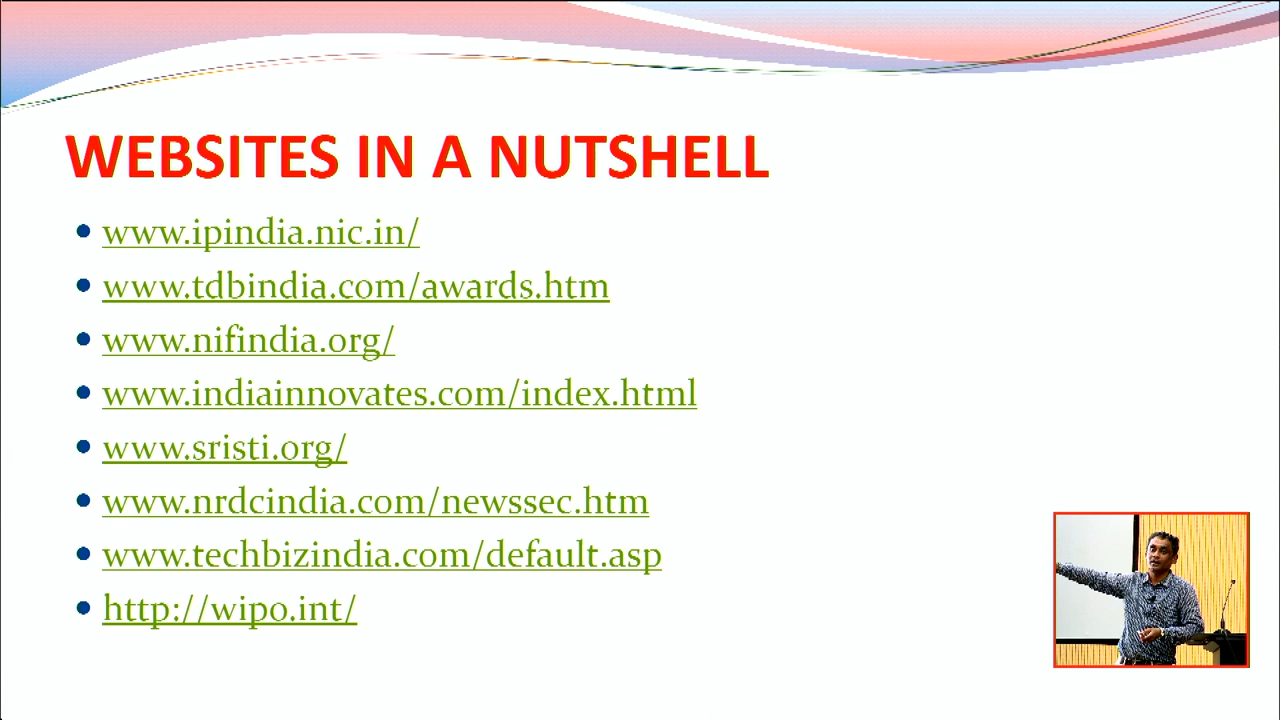 WEBSITES IN A NUTSHELL
www.ipindia.nic.in/
www.tdbindia.com/awards.htm
www.nifindia.org/
www.indiainnovates.com/index.html
www.sristi.org/
www.nrdcindia.com/newssec.htm
www.techbizindia.com/default.asp
http://wipo.int/